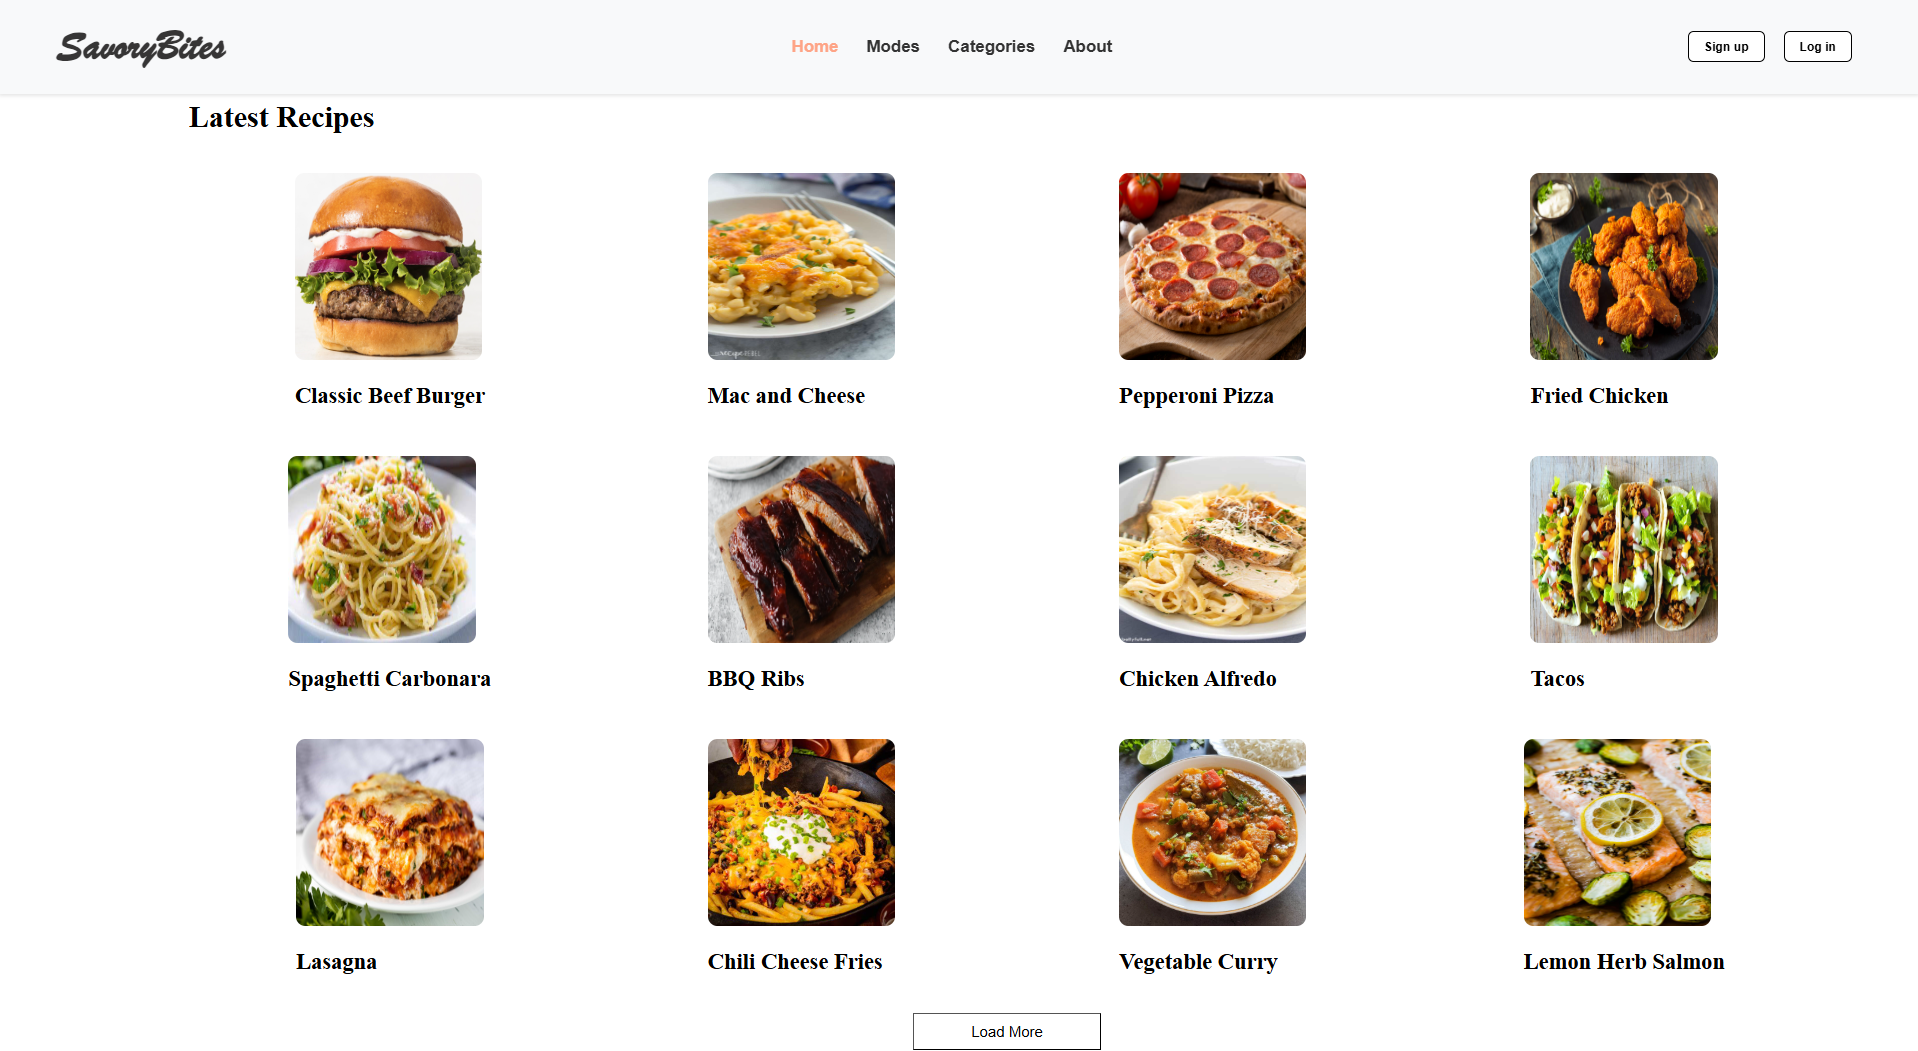 SavoryBites
Home Modes Categories About
Sign up Log in
Latest Recipes
Classic Beef Burger
Mac and Cheese
Pepperoni Pizza
Fried Chicken
Spaghetti Carbonara
BBQ Ribs
Chicken Alfredo
Tacos
Lasagna
Chili Cheese Fries
Vegetable Curry
Lemon Herb Salmon
Load More